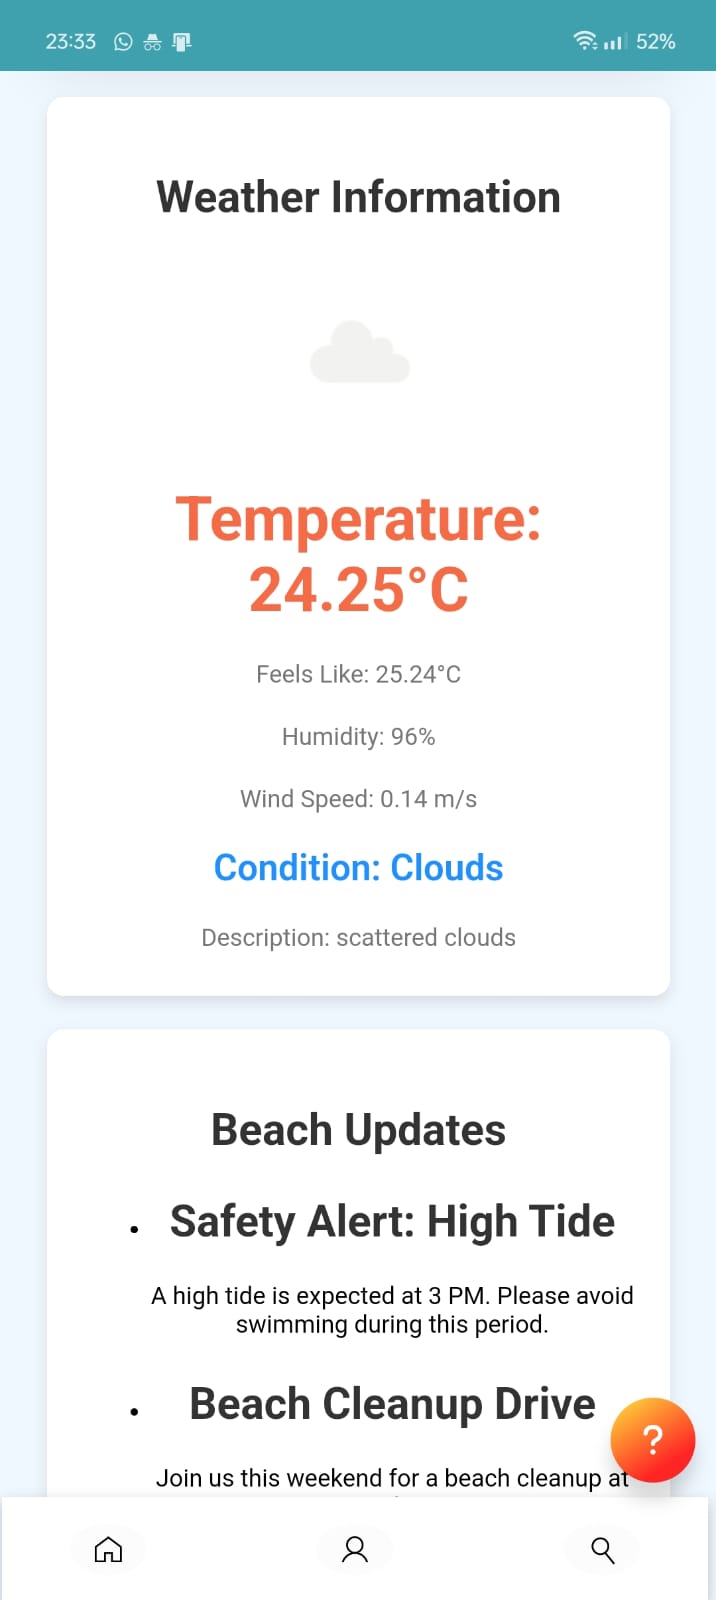 23:33 52%
Weather Information
Temperature:
24.25°C
Feels Like: 25.24°C
Humidity: 96%
Wind Speed: 0.14 m/s
Condition: Clouds
Description: scattered clouds
Beach Updates
• Safety Alert: High Tide
A high tide is expected at 3 PM. Please avoid
swimming during this period.
• Beach Cleanup Drive
?
Join us this weekend for a beach cleanup at